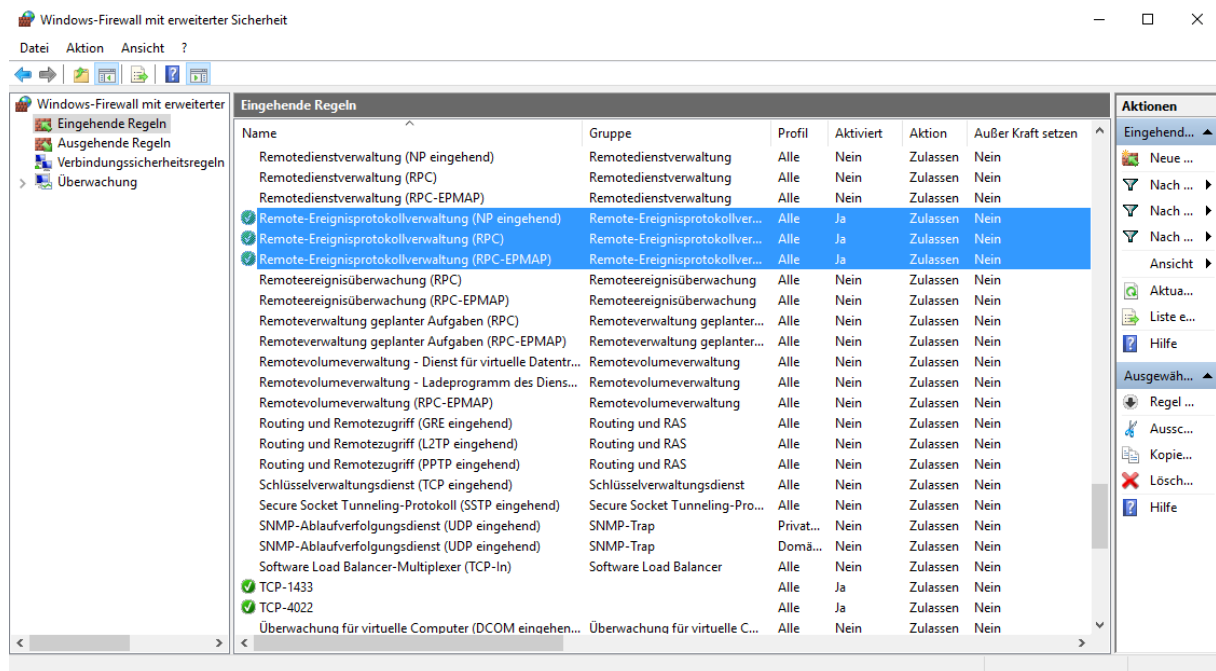 Windows-Firewall mit erweiterter Sicherheit
Datei Aktion Ansicht ?
Windows-Firewall mit erweiterter
Eingehende Regeln
Ausgehende Regeln
Verbindungssicherheitsregeln
Überwachung
Eingehende Regeln
Name Gruppe Profil Aktiviert Aktion Außer Kraft setzen
Remotedienstverwaltung (NP eingehend) Remotedienstverwaltung Alle Nein Zulassen Nein
Remotedienstverwaltung (RPC) Remotedienstverwaltung Alle Nein Zulassen Nein
Remotedienstverwaltung (RPC-EPMAP) Remotedienstverwaltung Alle Nein Zulassen Nein
Remote-Ereignisprotokollverwaltung (NP eingehend) Remote-Ereignisprotokollver... Alle Ja Zulassen Nein
Remote-Ereignisprotokollverwaltung (RPC) Remote-Ereignisprotokollver... Alle Ja Zulassen Nein
Remote-Ereignisprotokollverwaltung (RPC-EPMAP) Remote-Ereignisprotokollver... Alle Ja Zulassen Nein
Remoteereignisüberwachung (RPC) Remoteereignisüberwachung Alle Nein Zulassen Nein
Remoteereignisüberwachung (RPC-EPMAP) Remoteereignisüberwachung Alle Nein Zulassen Nein
Remoteverwaltung geplanter Aufgaben (RPC) Remoteverwaltung geplanter... Alle Nein Zulassen Nein
Remoteverwaltung geplanter Aufgaben (RPC-EPMAP) Remoteverwaltung geplanter... Alle Nein Zulassen Nein
Remotevolumeverwaltung - Dienst für virtuelle Datentr... Remotevolumeverwaltung Alle Nein Zulassen Nein
Remotevolumeverwaltung - Ladeprogramm des Diens... Remotevolumeverwaltung Alle Nein Zulassen Nein
Remotevolumeverwaltung (RPC-EPMAP) Remotevolumeverwaltung Alle Nein Zulassen Nein
Routing und Remotezugriff (GRE eingehend) Routing und RAS Alle Nein Zulassen Nein
Routing und Remotezugriff (L2TP eingehend) Routing und RAS Alle Nein Zulassen Nein
Routing und Remotezugriff (PPTP eingehend) Routing und RAS Alle Nein Zulassen Nein
Schlüsselverwaltungsdienst (TCP eingehend) Schlüsselverwaltungsdienst Alle Nein Zulassen Nein
Secure Socket Tunneling-Protokoll (SSTP eingehend) Secure Socket Tunneling-Pro... Alle Nein Zulassen Nein
SNMP-Ablaufverfolgungsdienst (UDP eingehend) SNMP-Trap Privat... Nein Zulassen Nein
SNMP-Ablaufverfolgungsdienst (UDP eingehend) SNMP-Trap Domä... Nein Zulassen Nein
Software Load Balancer-Multiplexer (TCP-In) Software Load Balancer Alle Nein Zulassen Nein
TCP-1433 Alle Ja Zulassen Nein
TCP-4022 Alle Ja Zulassen Nein
Überwachung für virtuelle Computer (DCOM eingehen... Überwachung für virtuelle C... Alle Nein Zulassen Nein
Aktionen
Eingehend...
Neue ...
Nach ...
Nach ...
Nach ...
Ansicht
Aktua...
Liste e...
Hilfe
Ausgewäh...
Regel ...
Aussc...
Kopie...
Lösch...
Hilfe